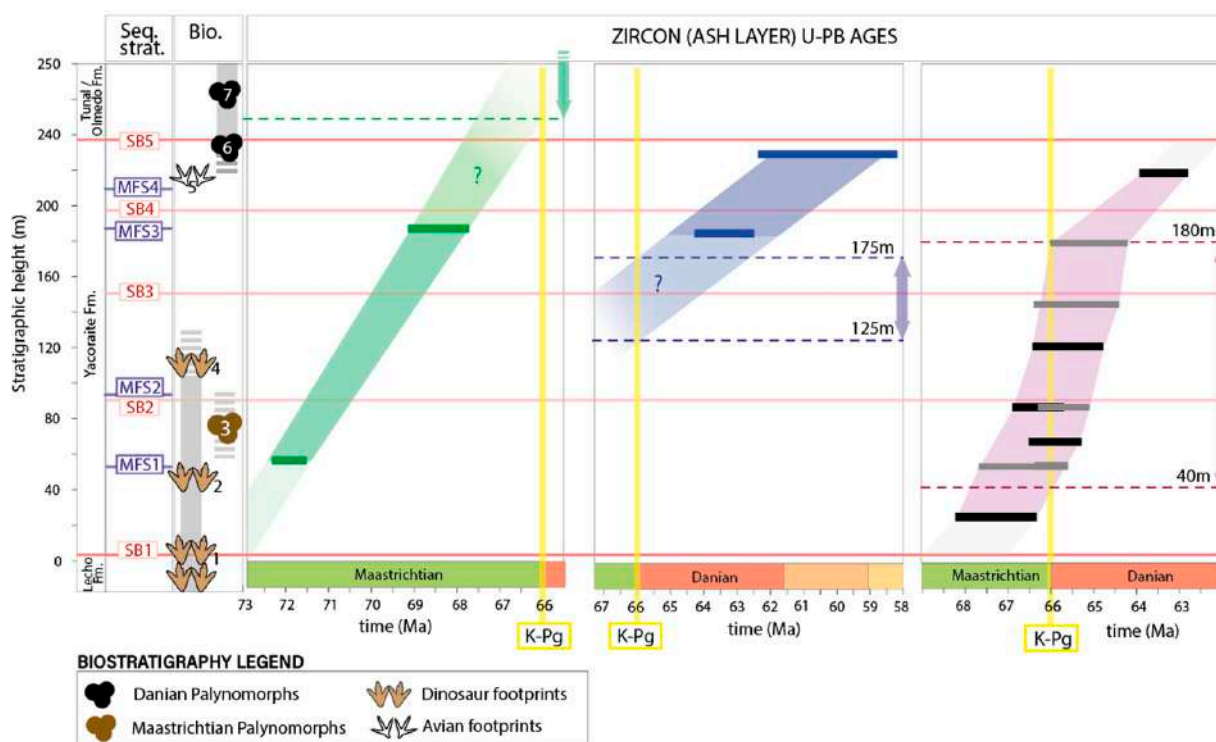 Seq. strat.
Bio.
ZIRCON (ASH LAYER) U-PB AGES
Stratigraphic height (m)
Tunal / Olmedo Fm.
Yacoraite Fm.
Lecho Fm.
250
240
200
160
120
80
40
0
SB5
MFS4
SB4
MFS3
SB3
MFS2
SB2
MFS1
SB1
7
6
5
4
3
2
1
?
?
175m
125m
180m
40m
Maastrichtian
Danian
Maastrichtian
Danian
73 72 71 70 69 68 67 66
67 66 65 64 63 62 61 60 59 58
68 67 66 65 64 63
time (Ma)
K-Pg
K-Pg
time (Ma)
K-Pg
time (Ma)
BIOSTRATIGRAPHY LEGEND
Danian Palynomorphs
Dinosaur footprints
Maastrichtian Palynomorphs
Avian footprints